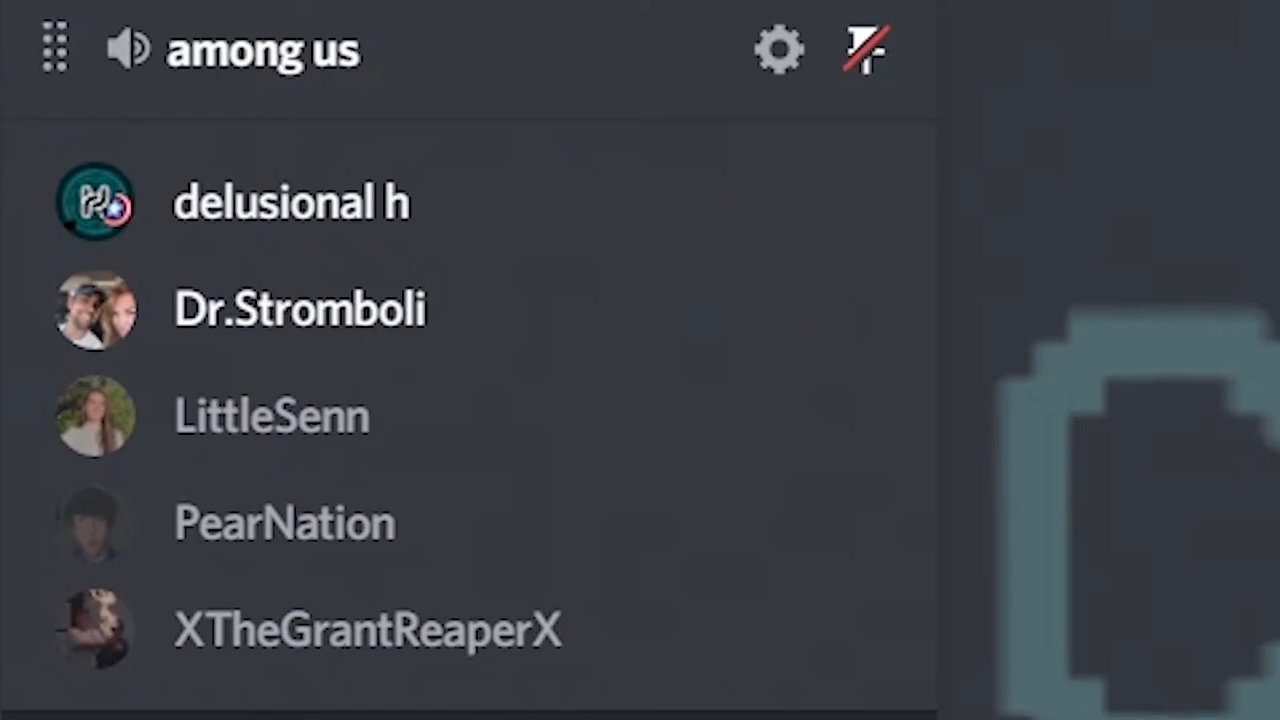 among us
delusional h
Dr.Stromboli
LittleSenn
PearNation
XTheGrantReaperX